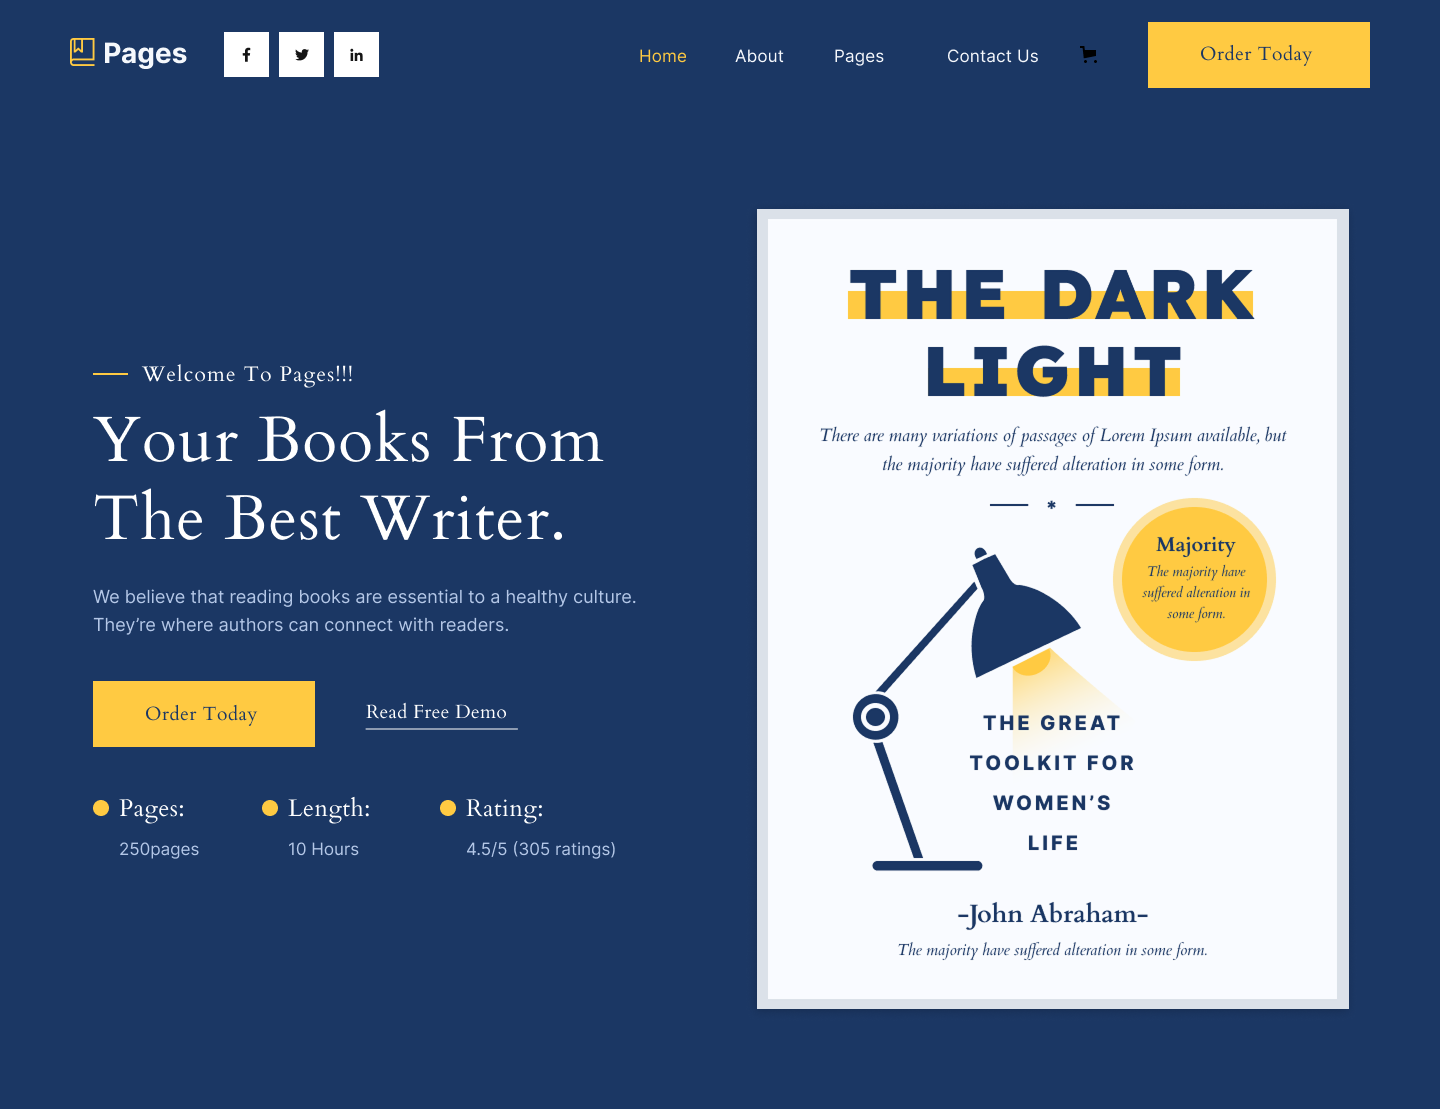 Pages
Home
About
Pages
Contact Us
Order Today
Welcome To Pages!!!
Your Books From
The Best Writer.
We believe that reading books are essential to a healthy culture.
They’re where authors can connect with readers.
Order Today
Read Free Demo
Pages:
250pages
Length:
10 Hours
Rating:
4.5/5 (305 ratings)
THE DARK
LIGHT
There are many variations of passages of Lorem Ipsum available, but
the majority have suffered alteration in some form.
*
Majority
The majority have
suffered alteration in
some form.
THE GREAT
TOOLKIT FOR
WOMEN’S
LIFE
-John Abraham-
The majority have suffered alteration in some form.